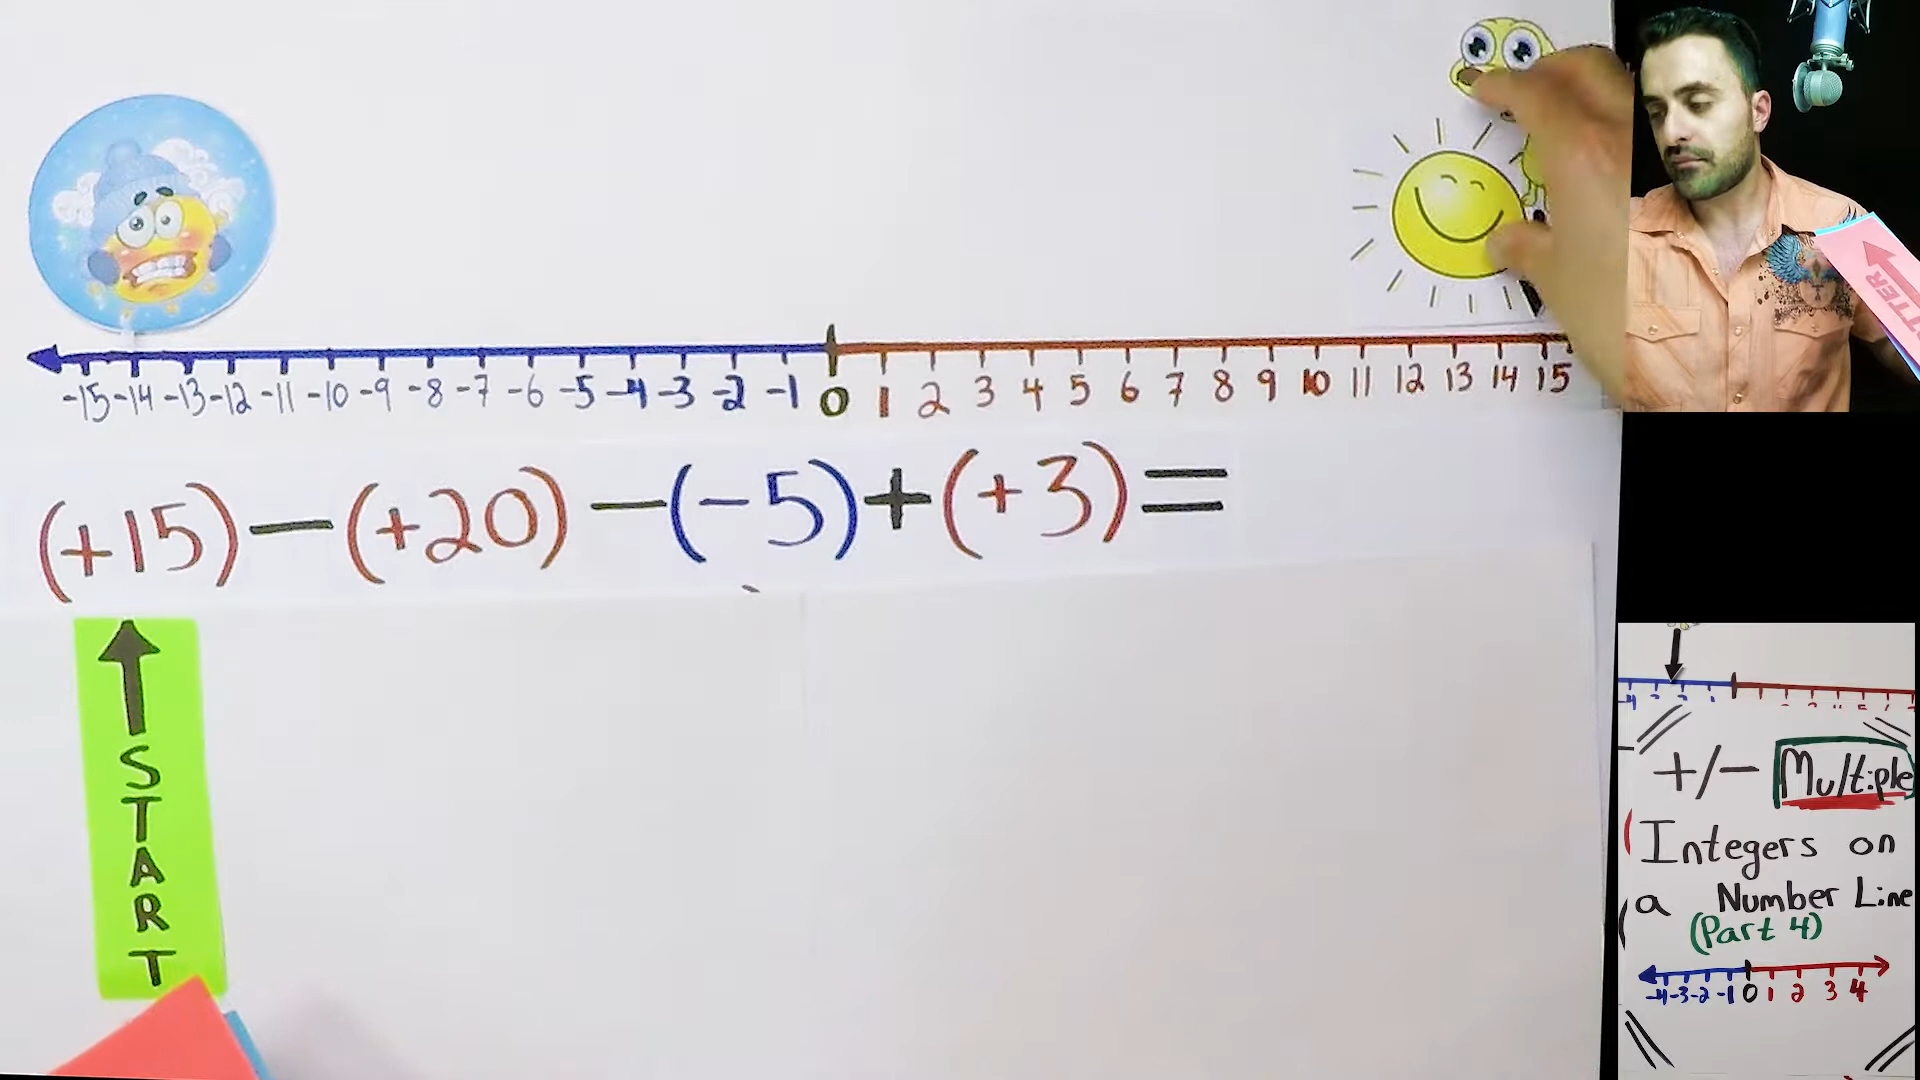 -15 -14 -13 -12 -11 -10 -9 -8 -7 -6 -5 -4 -3 -2 -1 0 1 2 3 4 5 6 7 8 9 10 11 12 13 14 15
(+15)-(+20)-(-5)+(+3)=
START
TTER
+/- Multiple
Integers on
a Number Line
(Part 4)
-4 -3 -2 -1 0 1 2 3 4